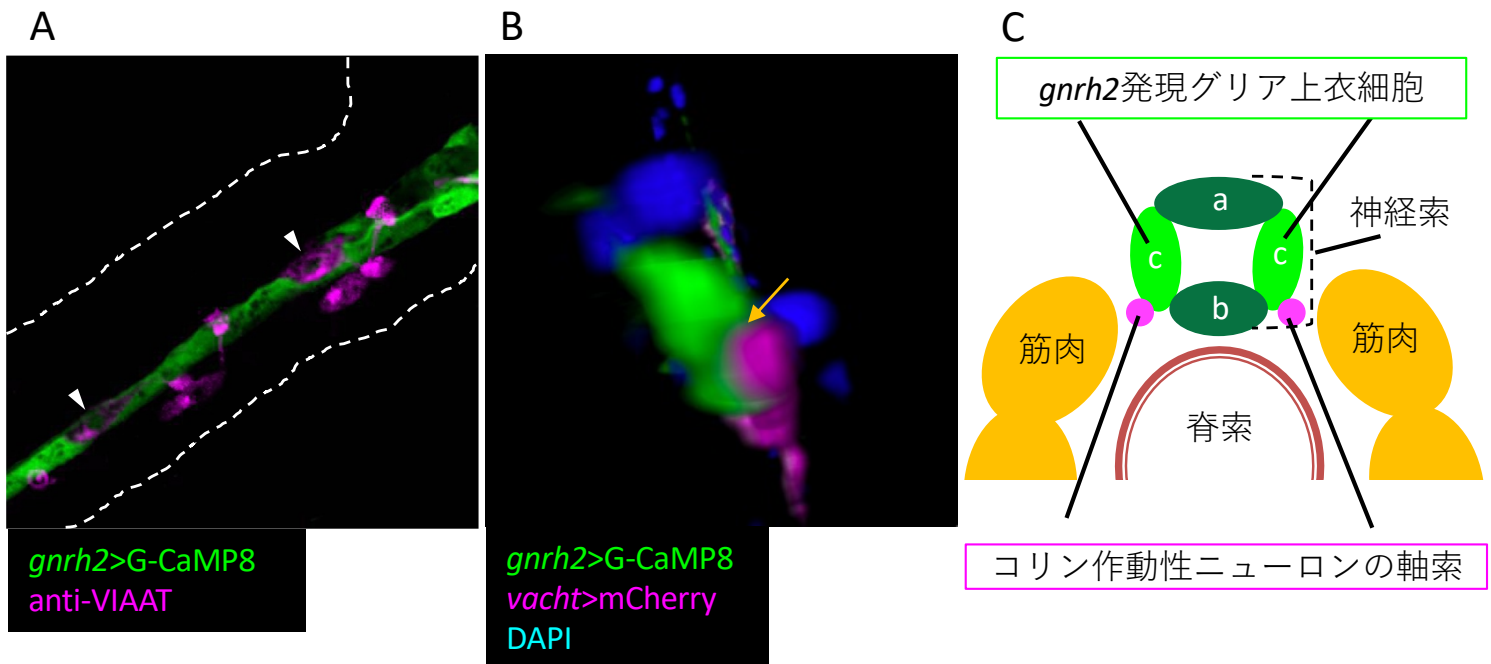 A
gnrh2>G-CaMP8
anti-VIAAT
B
gnrh2>G-CaMP8
vacht>mCherry
DAPI
C
gnrh2発現グリア上衣細胞
a
神経索
c
c
b
筋肉
筋肉
脊索
コリン作動性ニューロンの軸索